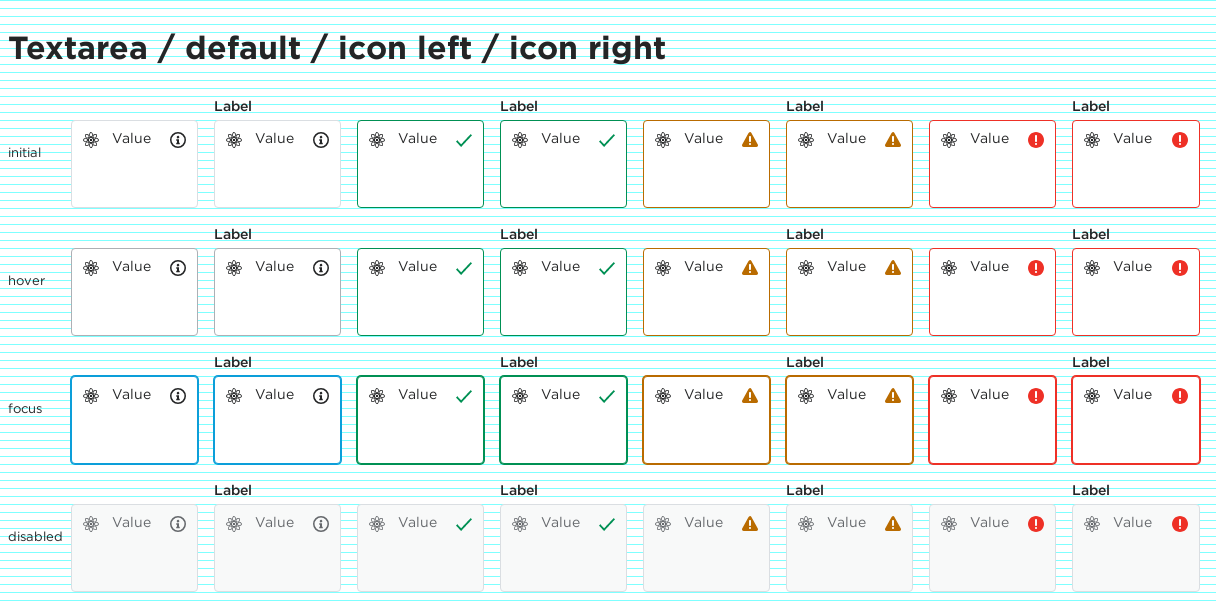 Textarea / default / icon left / icon right
Label Label Label Label
initial Value Value Value Value Value Value Value Value
Label Label Label Label
hover Value Value Value Value Value Value Value Value
Label Label Label Label
focus Value Value Value Value Value Value Value Value
Label Label Label Label
disabled Value Value Value Value Value Value Value Value